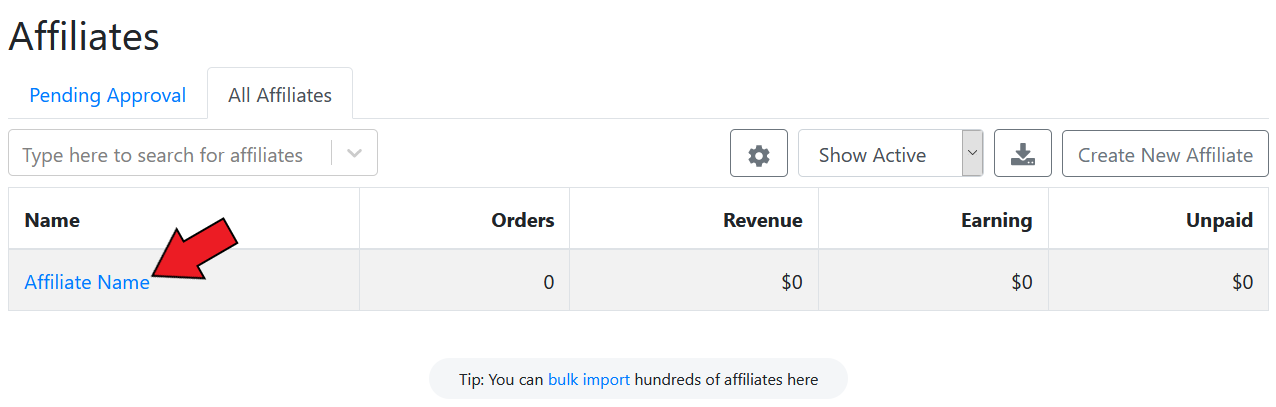 Affiliates
Pending Approval All Affiliates
Type here to search for affiliates Show Active Create New Affiliate
Name Orders Revenue Earning Unpaid
Affiliate Name 0 $0 $0 $0
Tip: You can bulk import hundreds of affiliates here